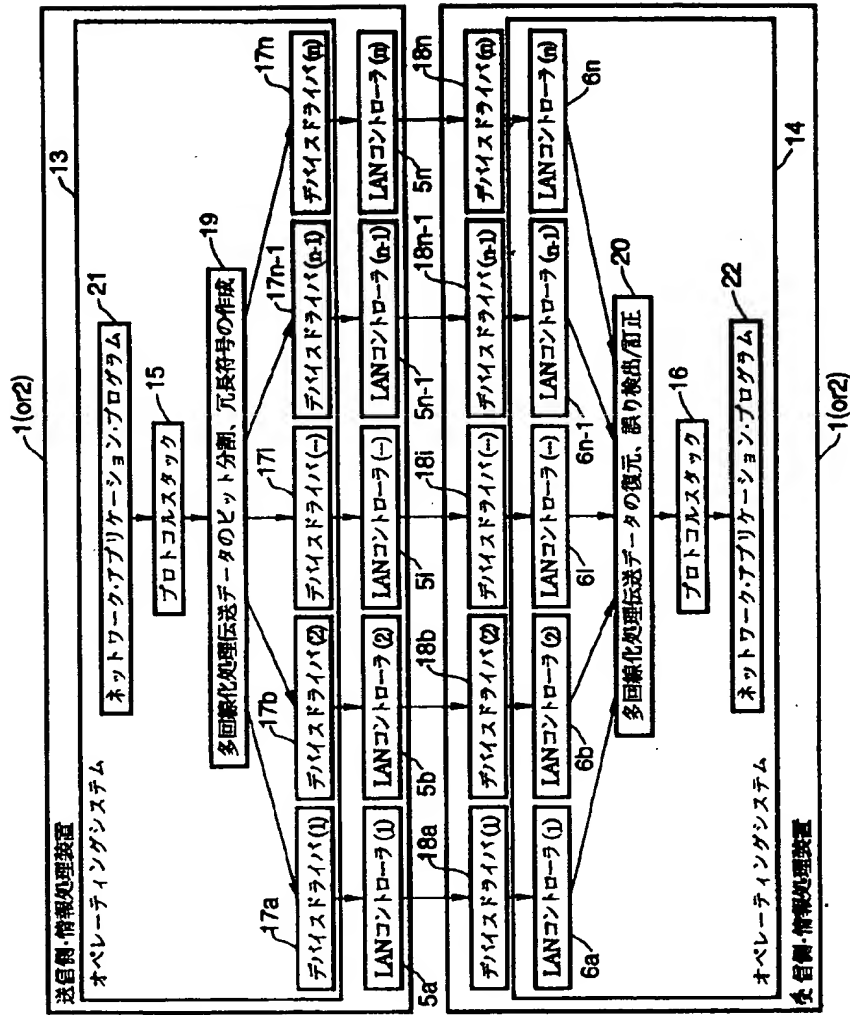 1(or2)
送信側・情報処理装置
13
オペレーティングシステム
21
ネットワーク・アプリケーション・プログラム
15
プロトコルスタック
19
多回線化処理伝送データのビット分割、冗長符号の作成
17a
17b
17i
17n-1
17n
デバイスドライバ(1)
デバイスドライバ(2)
デバイスドライバ(--)
デバイスドライバ(n-1)
デバイスドライバ(n)
LANコントローラ(1)
LANコントローラ(2)
LANコントローラ(--)
LANコントローラ(n-1)
LANコントローラ(n)
5a
5b
5i
5n-1
5n
18a
18b
18i
18n-1
18n
デバイスドライバ(1)
デバイスドライバ(2)
デバイスドライバ(--)
デバイスドライバ(n-1)
デバイスドライバ(n)
LANコントローラ(1)
LANコントローラ(2)
LANコントローラ(--)
LANコントローラ(n-1)
LANコントローラ(n)
6a
6b
6i
6n-1
6n
20
多回線化処理伝送データの復元、誤り検出/訂正
16
プロトコルスタック
22
ネットワーク・アプリケーション・プログラム
オペレーティングシステム
14
受信側・情報処理装置
1(or2)